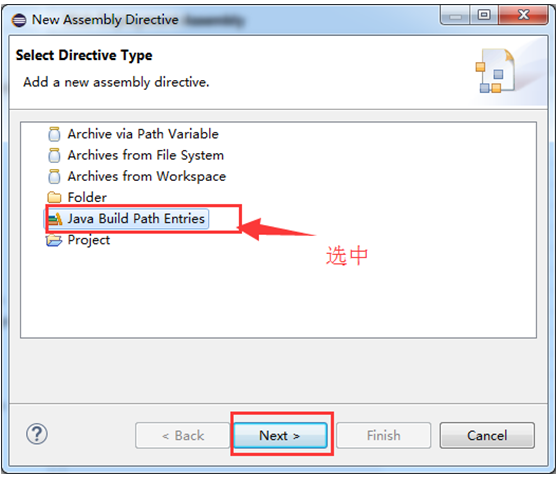 New Assembly Directive
Select Directive Type
Add a new assembly directive.
Archive via Path Variable
Archives from File System
Archives from Workspace
Folder
Java Build Path Entries
Project
选中
?
< Back
Next >
Finish
Cancel